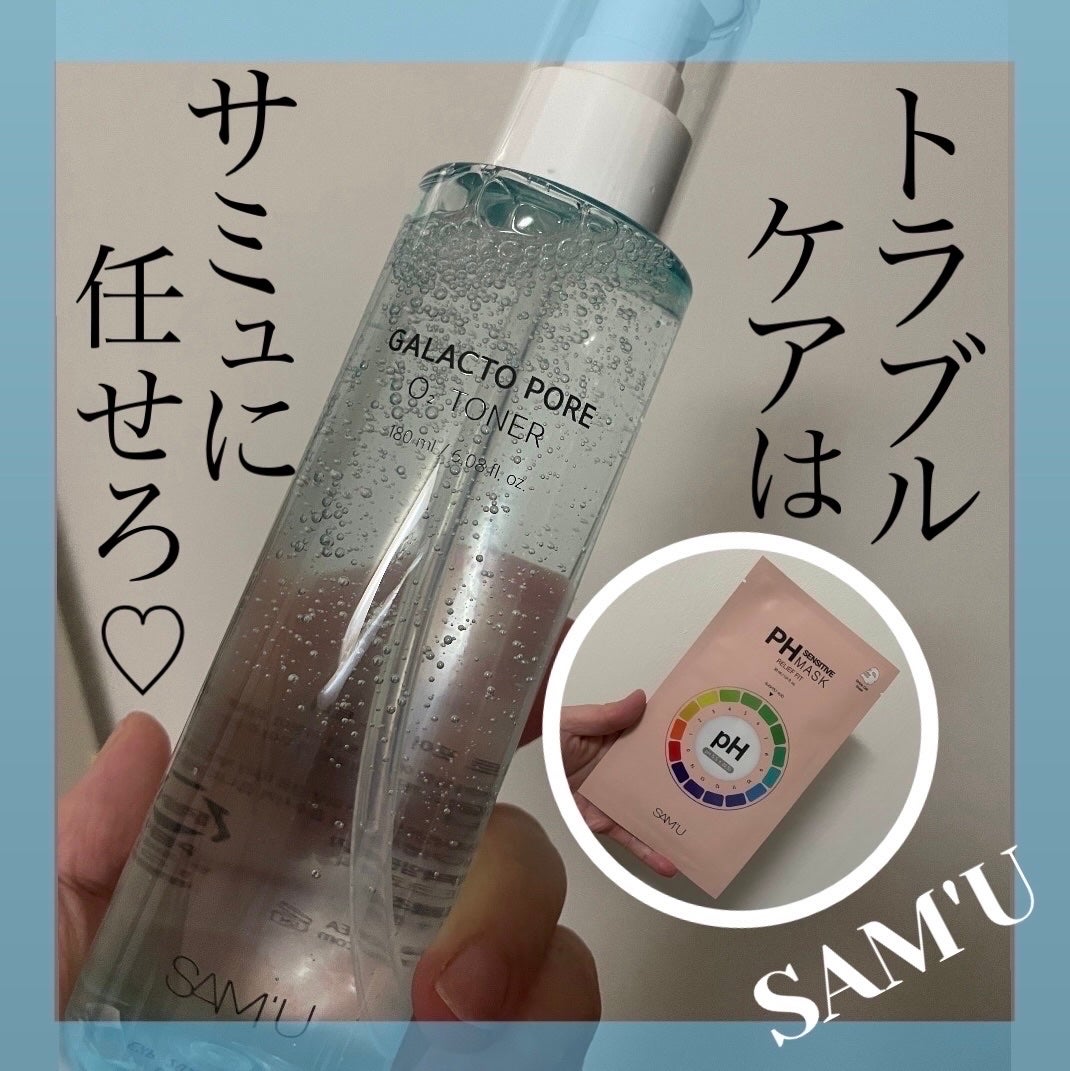 トラブル
ケアは
サミュに
任せろ♡
GALACTO PORE
O₂ TONER
180 ml / 6.08 fl. oz.
SAM'U
PH SENSITIVE
MASK
RELIEF FIT
pH
SAM'U
SAM'U